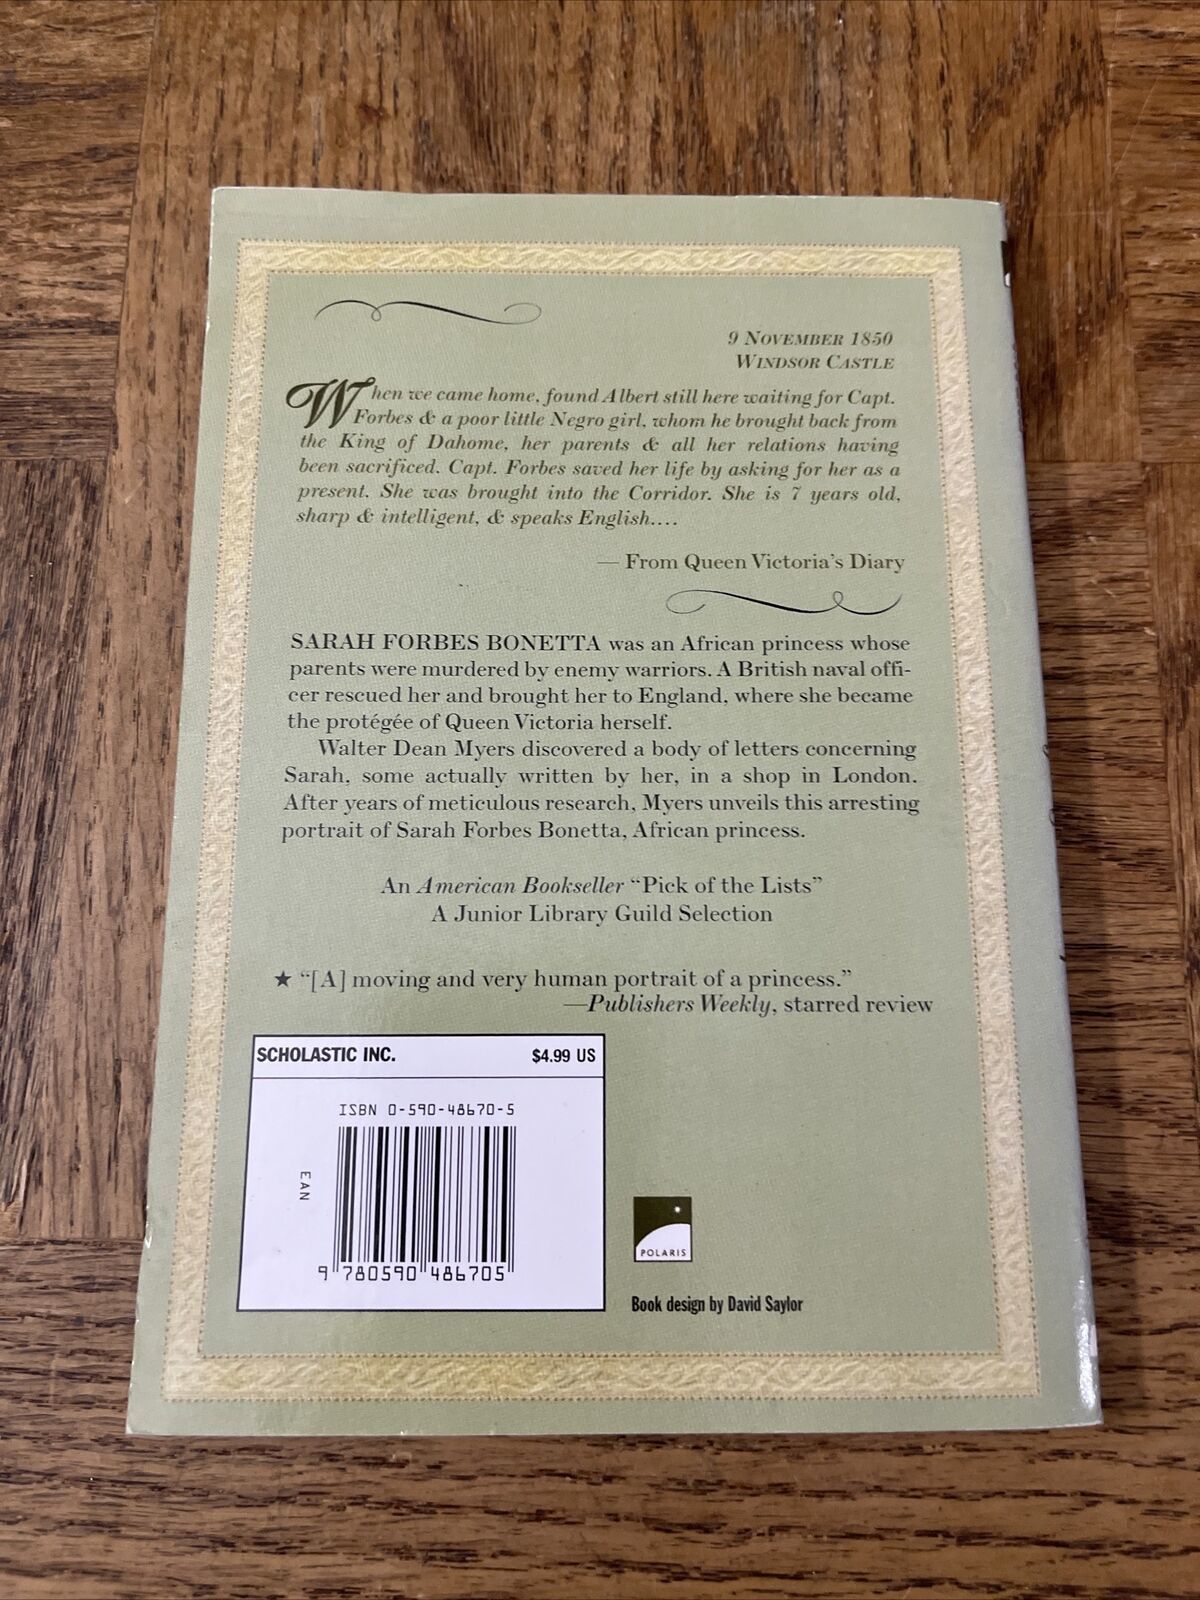 9 NOVEMBER 1850
WINDSOR CASTLE
When we came home, found Albert still here waiting for Capt.
Forbes & a poor little Negro girl, whom he brought back from
the King of Dahome, her parents & all her relations having
been sacrificed. Capt. Forbes saved her life by asking for her as a
present. She was brought into the Corridor. She is 7 years old,
sharp & intelligent, & speaks English....
— From Queen Victoria's Diary
SARAH FORBES BONETTA was an African princess whose
parents were murdered by enemy warriors. A British naval offi-
cer rescued her and brought her to England, where she became
the protégée of Queen Victoria herself.
Walter Dean Myers discovered a body of letters concerning
Sarah, some actually written by her, in a shop in London.
After years of meticulous research, Myers unveils this arresting
portrait of Sarah Forbes Bonetta, African princess.
An American Bookseller “Pick of the Lists”
A Junior Library Guild Selection
★ “[A] moving and very human portrait of a princess.”
—Publishers Weekly, starred review
SCHOLASTIC INC. $4.99 US
ISBN 0-590-48670-5
EAN
9 780590 486705
POLARIS
Book design by David Saylor